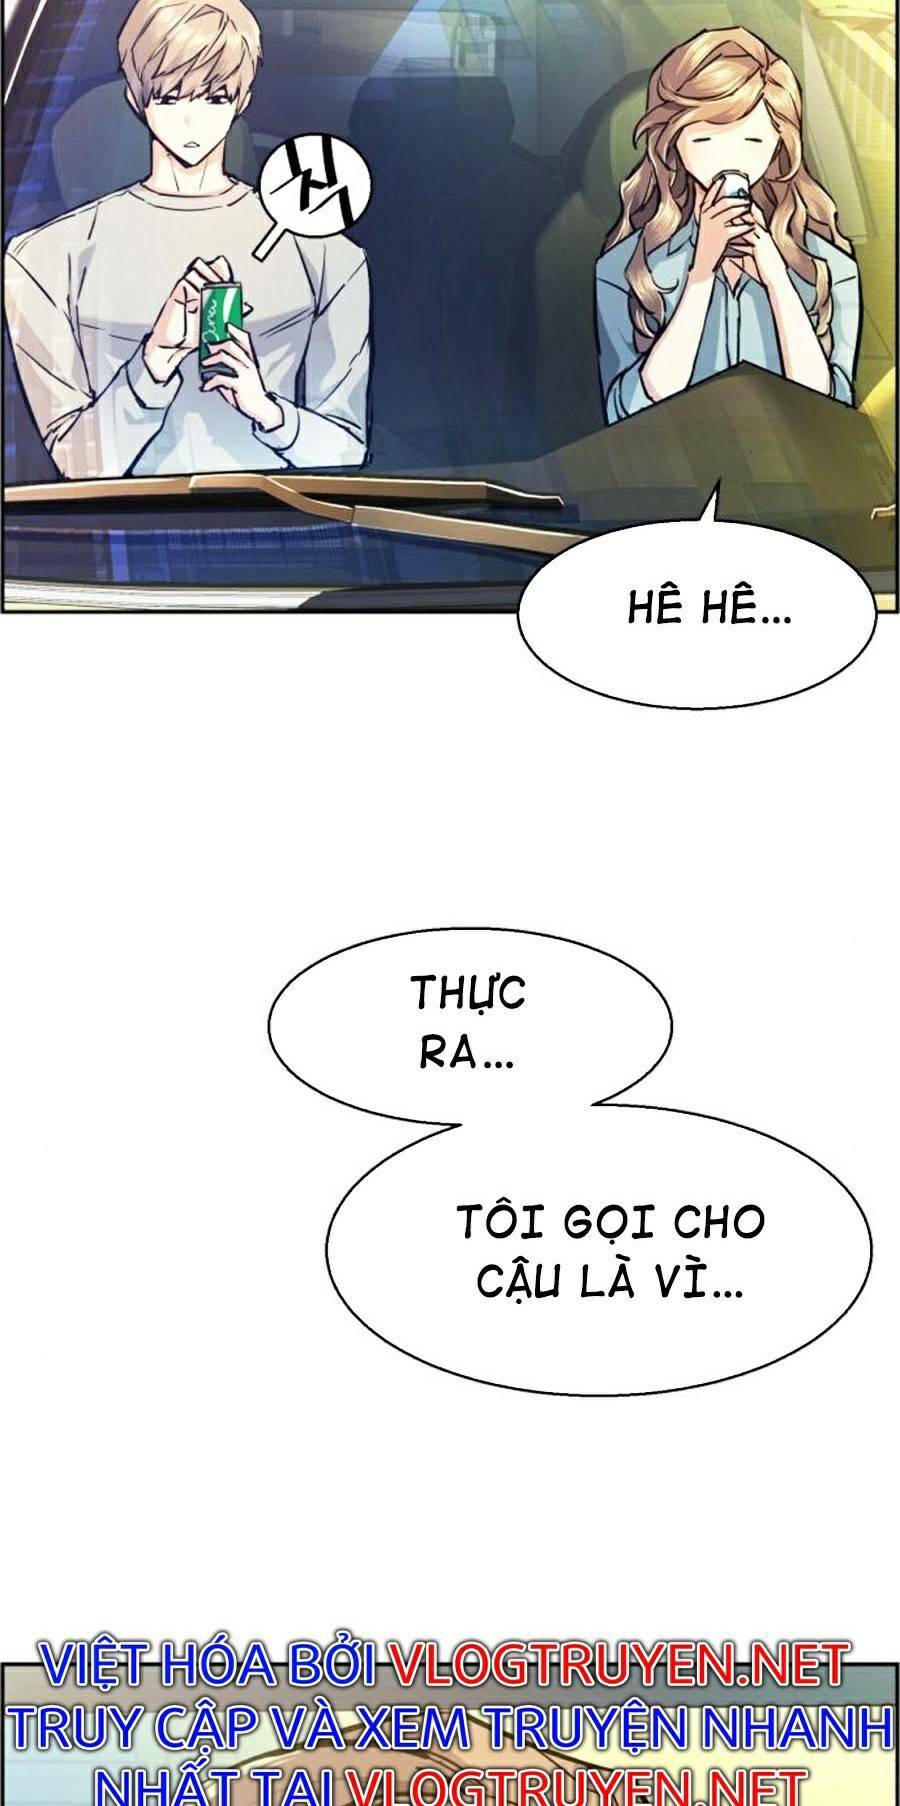 HÊ HÊ...
THỰC
RA...
TÔI GỌI CHO
CẬU LÀ VÌ...
VIỆT HÓA BỞI VLOGTRUYEN.NET
TRUY CẬP VÀ XEM TRUYỆN NHANH
NHẤT TẠI VLOGTRUYEN.NET